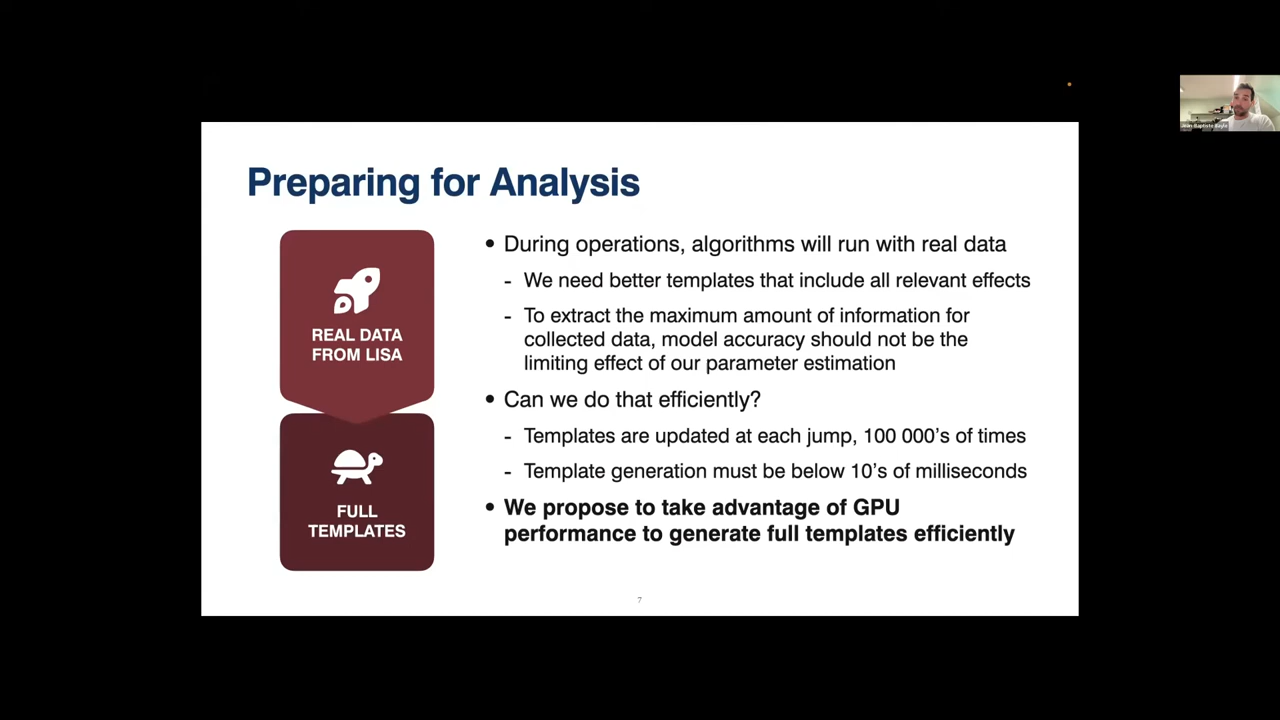 Preparing for Analysis
REAL DATA
FROM LISA
FULL
TEMPLATES
• During operations, algorithms will run with real data
- We need better templates that include all relevant effects
- To extract the maximum amount of information for
collected data, model accuracy should not be the
limiting effect of our parameter estimation
• Can we do that efficiently?
- Templates are updated at each jump, 100 000’s of times
- Template generation must be below 10’s of milliseconds
• We propose to take advantage of GPU
performance to generate full templates efficiently
7
Jean-Baptiste Bayle